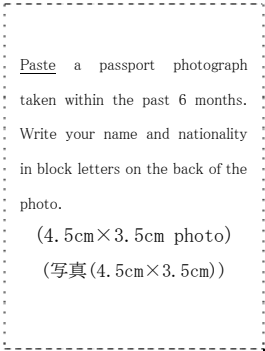 Paste a passport photograph
taken within the past 6 months.
Write your name and nationality
in block letters on the back of the
photo.
(4.5cm×3.5cm photo)
(写真(4.5cm×3.5cm))